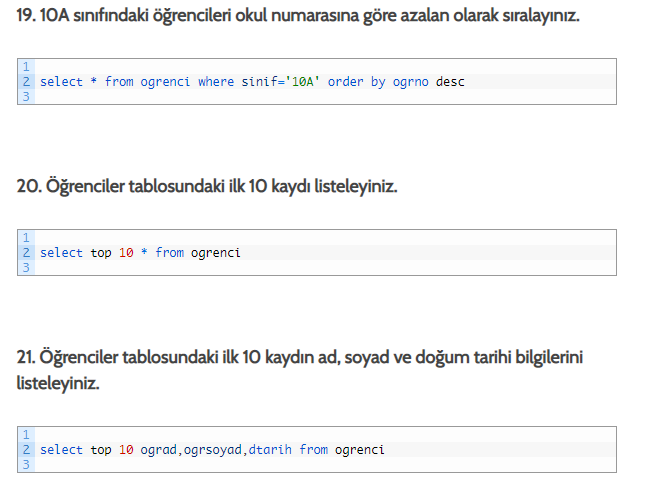 19. 10A sınıfındaki öğrencileri okul numarasına göre azalan olarak sıralayınız.
1
2 select * from ogrenci where sinif='10A' order by ogrno desc
3
20. Öğrenciler tablosundaki ilk 10 kaydı listeleyiniz.
1
2 select top 10 * from ogrenci
3
21. Öğrenciler tablosundaki ilk 10 kaydın ad, soyad ve doğum tarihi bilgilerini
listeleyiniz.
1
2 select top 10 ograd,ogrsoyad,dtarih from ogrenci
3